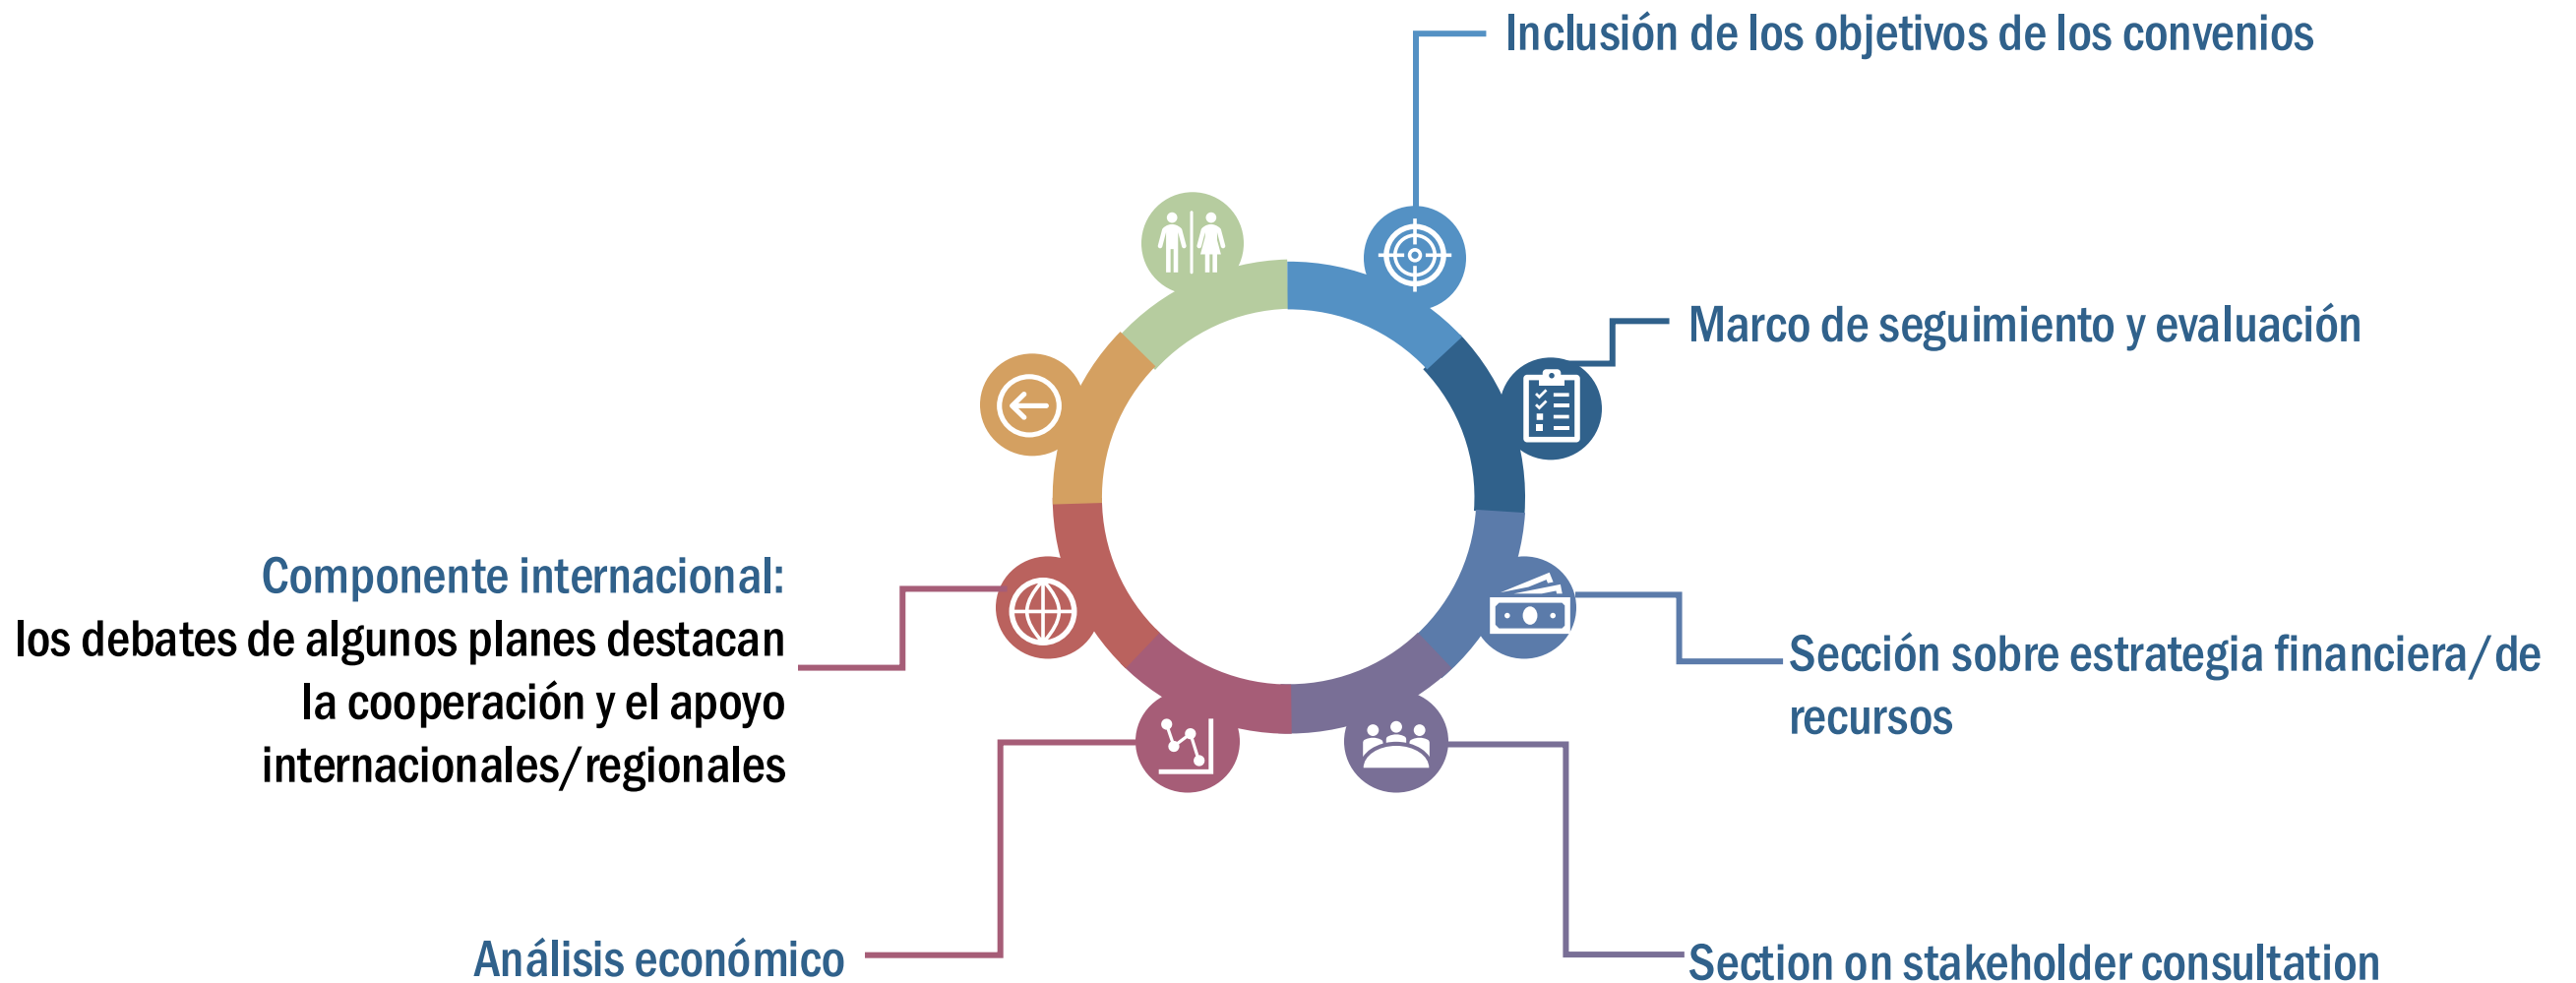 Inclusión de los objetivos de los convenios
Marco de seguimiento y evaluación
Componente internacional:
los debates de algunos planes destacan
la cooperación y el apoyo
internacionales/regionales
Sección sobre estrategia financiera/de
recursos
Análisis económico
Section on stakeholder consultation